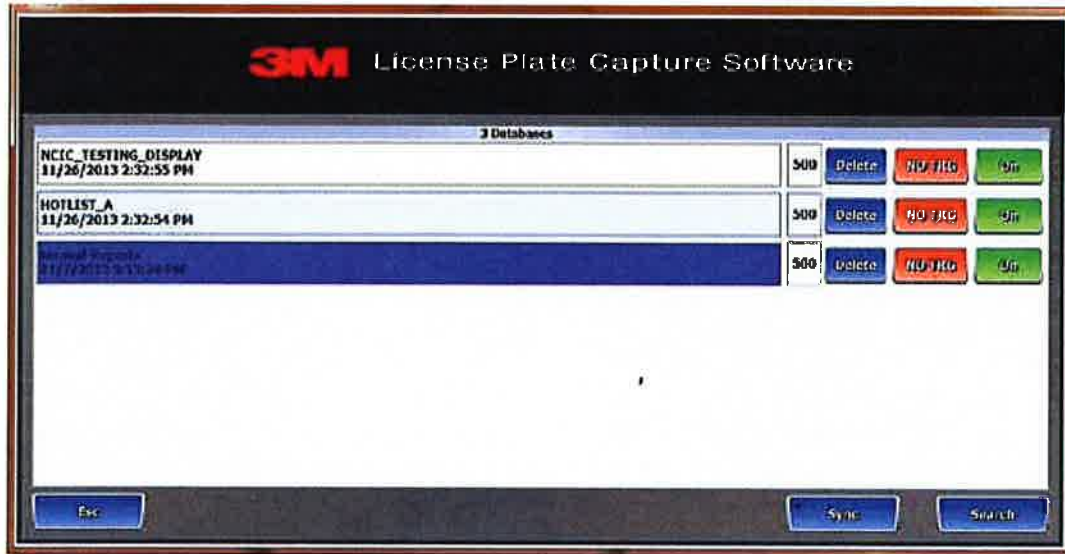 3M License Plate Capture Software
3 Databases
NCIC_TESTING_DISPLAY
11/26/2013 2:32:55 PM
500 Delete NO TRG On
HOTLIST_A
11/26/2013 2:32:54 PM
500 Delete NO TRG On
500 Delete NO TRG On
Esc Sync Search